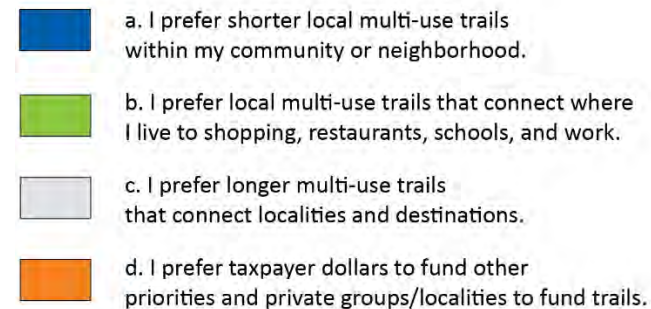 a. I prefer shorter local multi-use trails
within my community or neighborhood.
b. I prefer local multi-use trails that connect where
I live to shopping, restaurants, schools, and work.
c. I prefer longer multi-use trails
that connect localities and destinations.
d. I prefer taxpayer dollars to fund other
priorities and private groups/localities to fund trails.